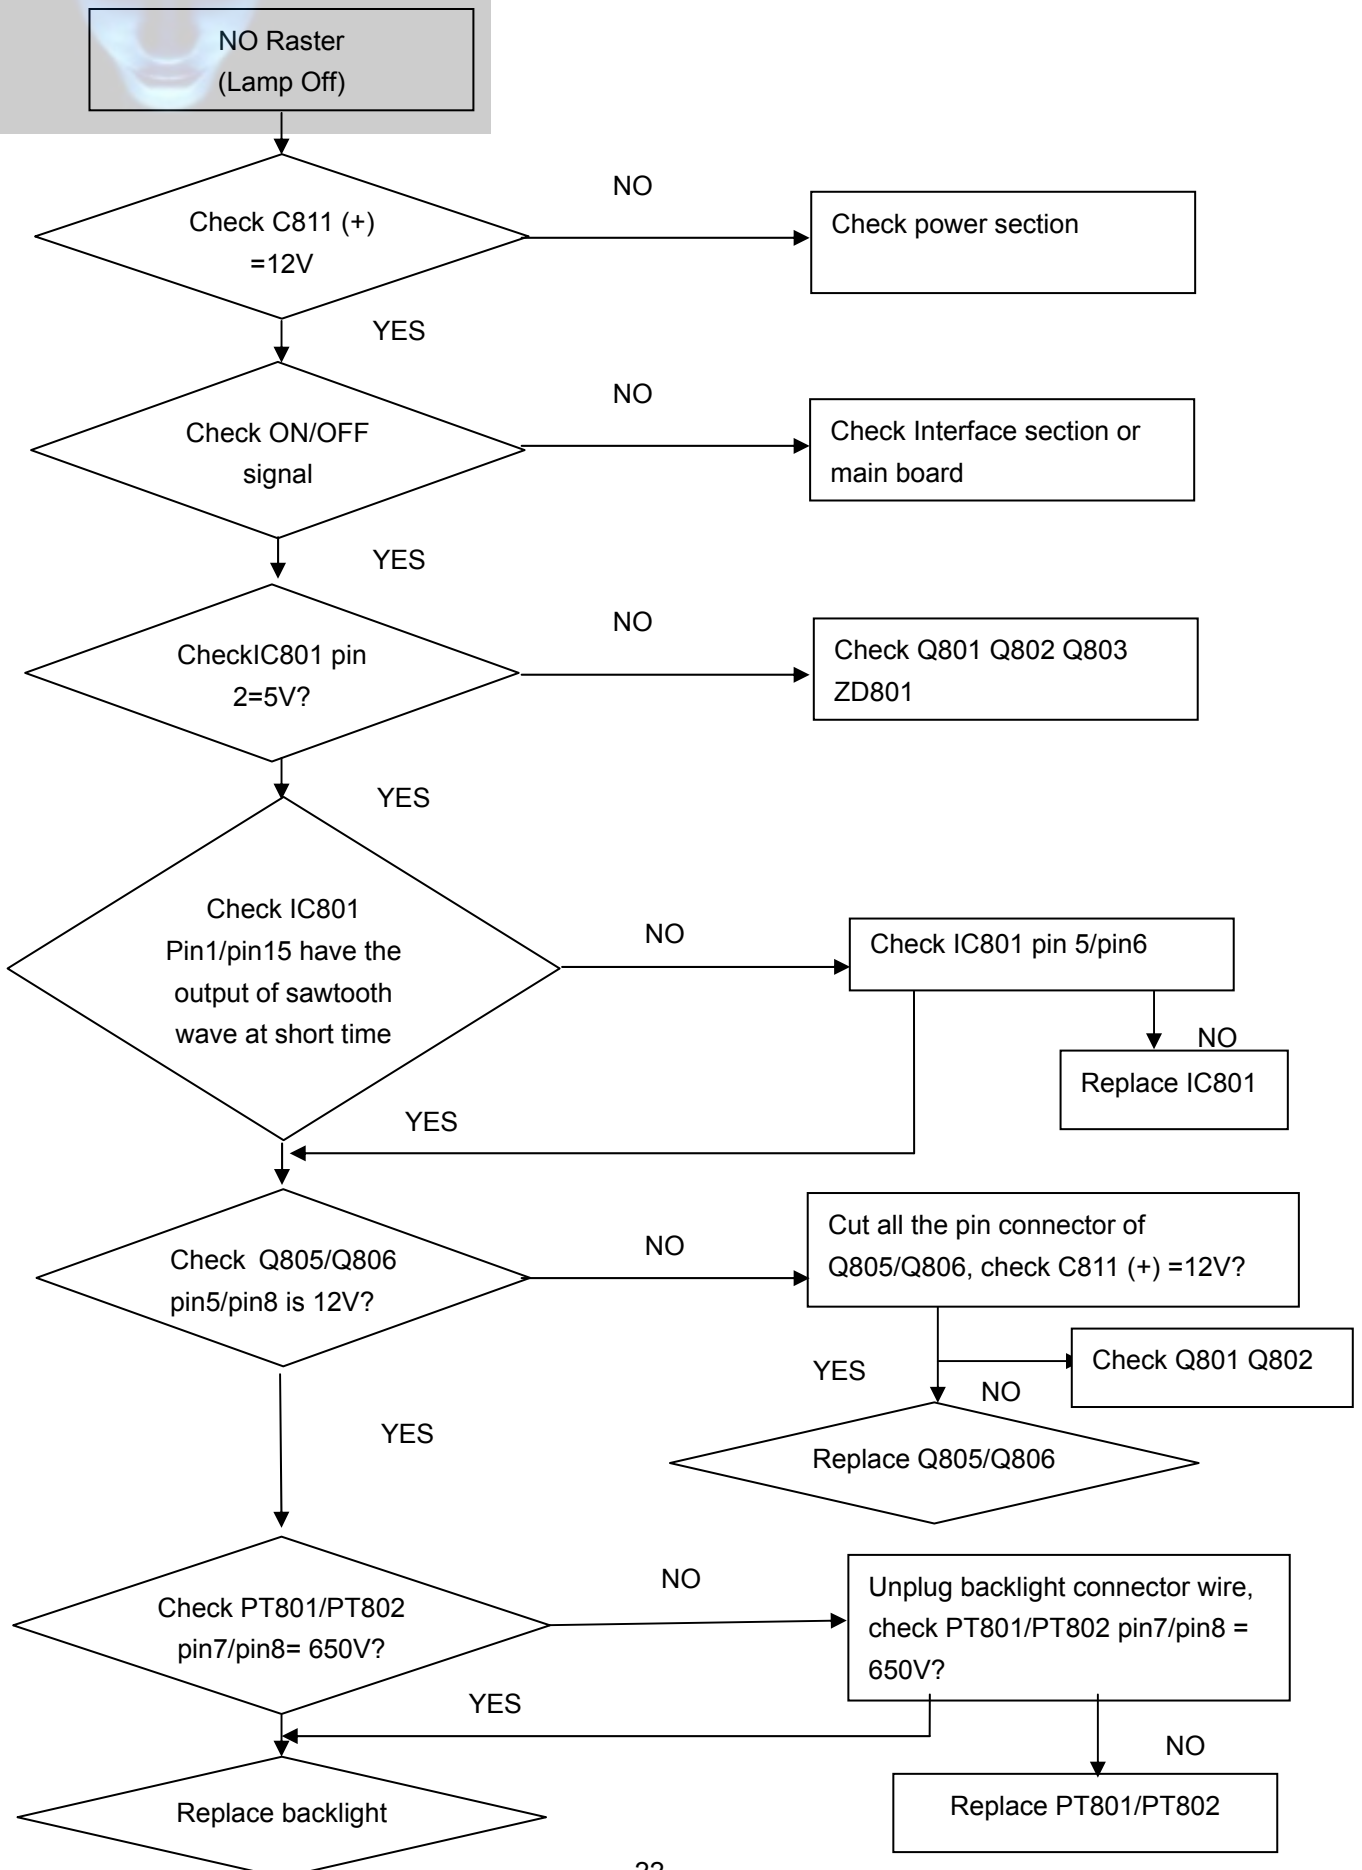 NO Raster
(Lamp Off)
NO
Check C811 (+)
=12V
Check power section
YES
NO
Check ON/OFF
signal
Check Interface section or
main board
YES
NO
CheckIC801 pin
2=5V?
Check Q801 Q802 Q803
ZD801
YES
Check IC801
Pin1/pin15 have the
output of sawtooth
wave at short time
NO
Check IC801 pin 5/pin6
NO
Replace IC801
YES
Check Q805/Q806
pin5/pin8 is 12V?
NO
Cut all the pin connector of
Q805/Q806, check C811 (+) =12V?
YES
NO
Check Q801 Q802
Replace Q805/Q806
YES
Check PT801/PT802
pin7/pin8= 650V?
NO
Unplug backlight connector wire,
check PT801/PT802 pin7/pin8 =
650V?
YES
NO
Replace backlight
Replace PT801/PT802